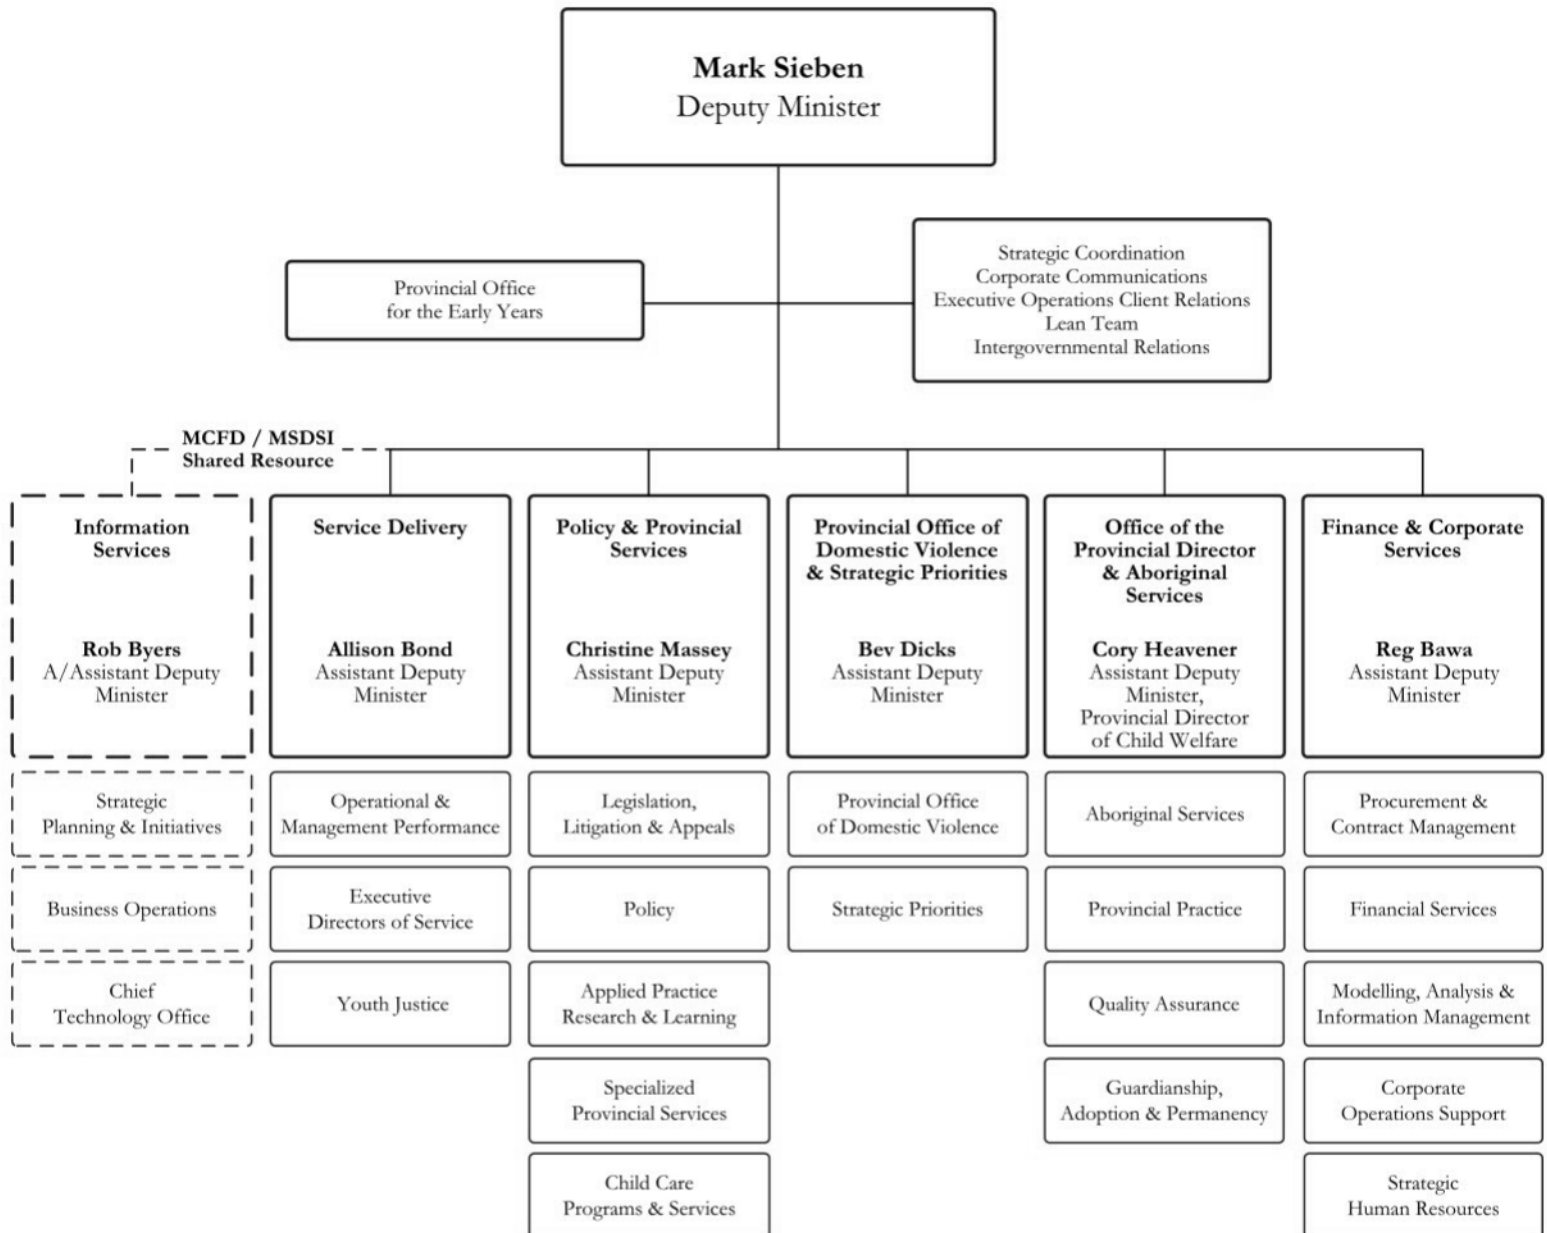 Mark Sieben
Deputy Minister
Provincial Office
for the Early Years
Strategic Coordination
Corporate Communications
Executive Operations Client Relations
Lean Team
Intergovernmental Relations
MCFD / MSDSI
Shared Resource
Information
Services
Rob Byers
A/Assistant Deputy
Minister
Strategic
Planning & Initiatives
Business Operations
Chief
Technology Office
Service Delivery
Allison Bond
Assistant Deputy
Minister
Operational &
Management Performance
Executive
Directors of Service
Youth Justice
Policy & Provincial
Services
Christine Massey
Assistant Deputy
Minister
Legislation,
Litigation & Appeals
Policy
Applied Practice
Research & Learning
Specialized
Provincial Services
Child Care
Programs & Services
Provincial Office of
Domestic Violence
& Strategic Priorities
Bev Dicks
Assistant Deputy
Minister
Provincial Office
of Domestic Violence
Strategic Priorities
Office of the
Provincial Director
& Aboriginal
Services
Cory Heavener
Assistant Deputy
Minister,
Provincial Director
of Child Welfare
Aboriginal Services
Provincial Practice
Quality Assurance
Guardianship,
Adoption & Permanency
Finance & Corporate
Services
Reg Bawa
Assistant Deputy
Minister
Procurement &
Contract Management
Financial Services
Modelling, Analysis &
Information Management
Corporate
Operations Support
Strategic
Human Resources